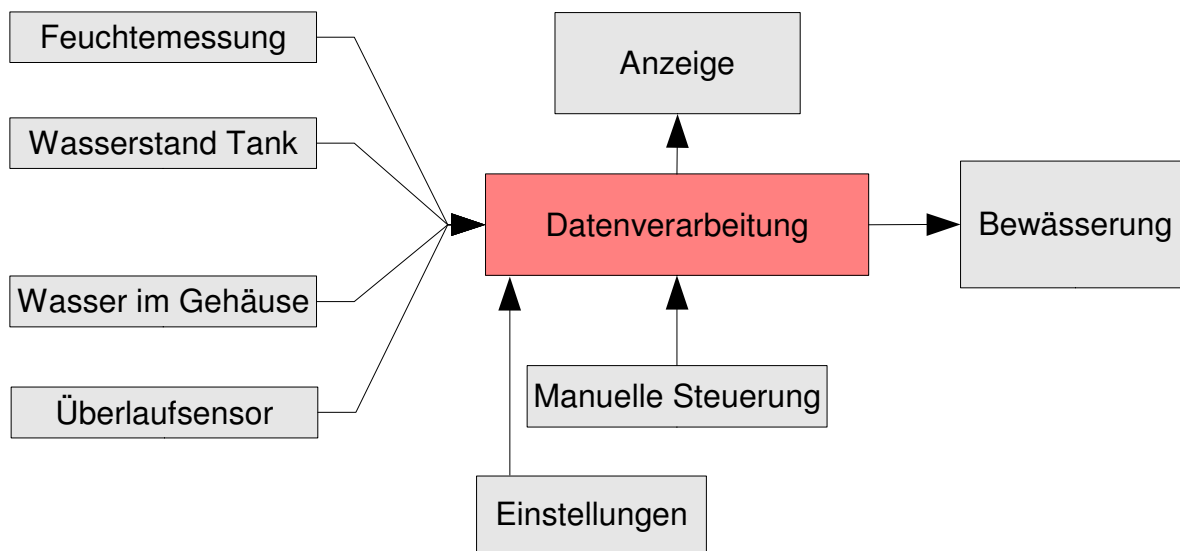 Feuchtemessung
Anzeige
Wasserstand Tank
Datenverarbeitung
Bewässerung
Wasser im Gehäuse
Manuelle Steuerung
Überlaufsensor
Einstellungen